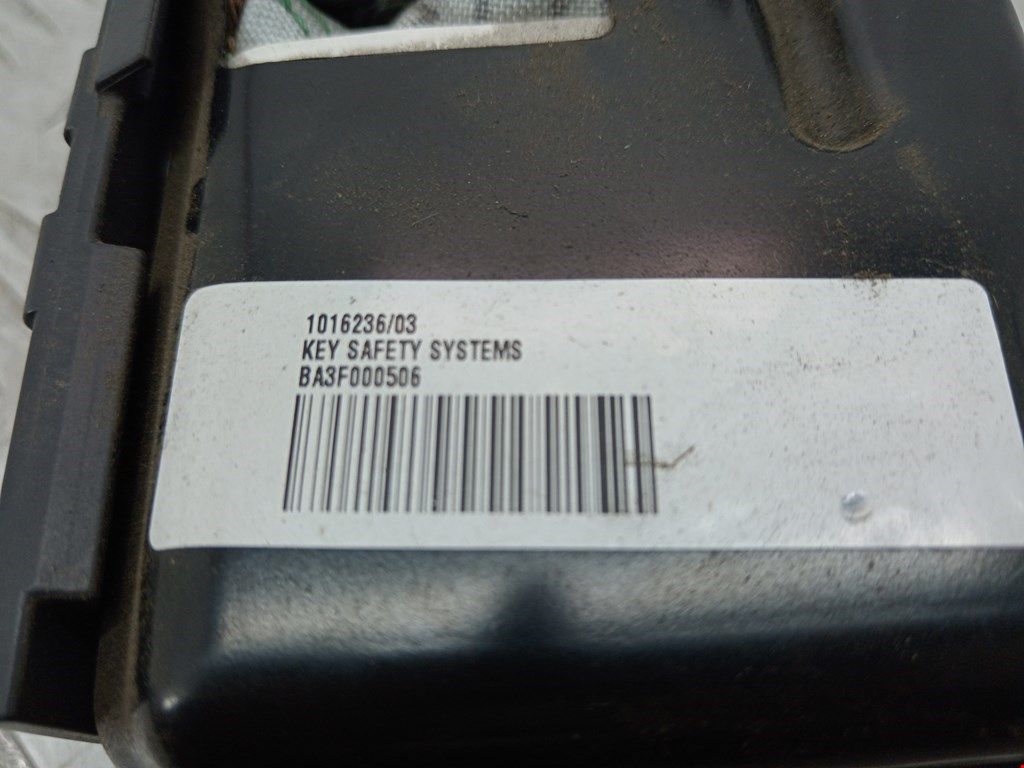 1016236/03
KEY SAFETY SYSTEMS
BA3F000506